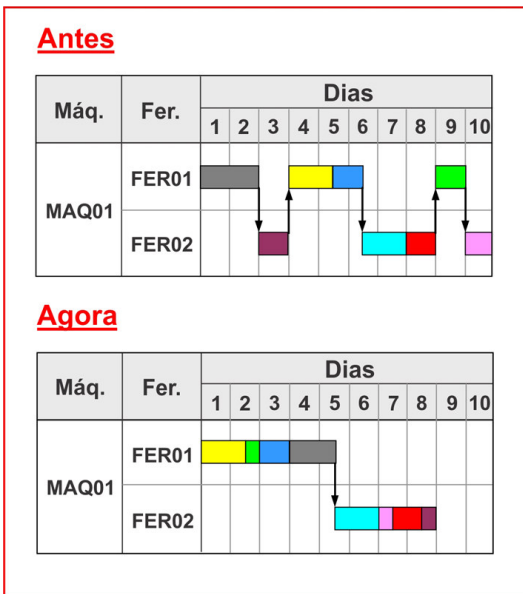 Antes
Máq. Fer. Dias
1 2 3 4 5 6 7 8 9 10
MAQ01
FER01
FER02
Agora
Máq. Fer. Dias
1 2 3 4 5 6 7 8 9 10
MAQ01
FER01
FER02